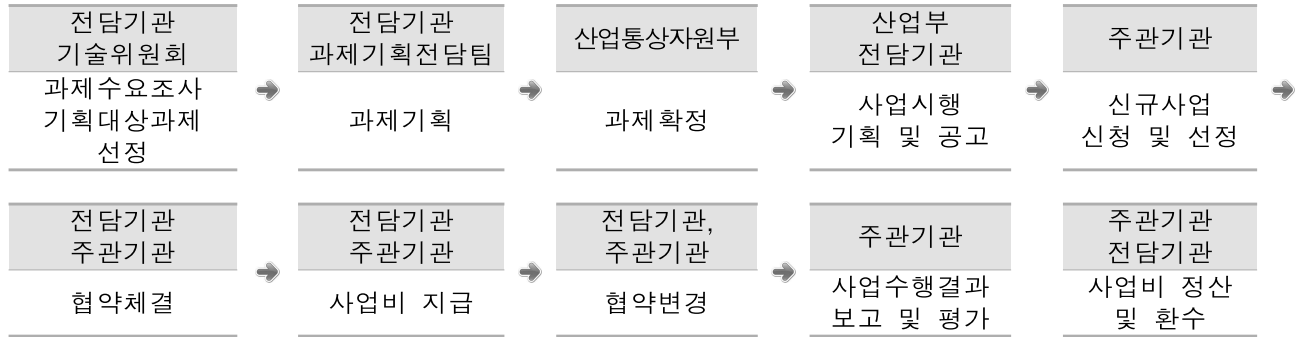 전담기관
기술위원회
과제수요조사
기획대상과제
선정
전담기관
과제기획전담팀
과제기획
산업통상자원부
과제확정
산업부
전담기관
사업시행
기획 및 공고
주관기관
신규사업
신청 및 선정
전담기관
주관기관
협약체결
전담기관
주관기관
사업비 지급
전담기관,
주관기관
협약변경
주관기관
사업수행결과
보고 및 평가
주관기관
전담기관
사업비 정산
및 환수